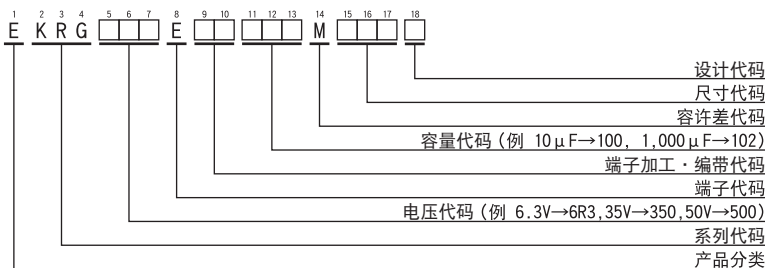 1 2 3 4 5 6 7 8 9 10 11 12 13 14 15 16 17 18
E K R G □□□ E □□ □□□ M □□□ □
设计代码
尺寸代码
容许差代码
容量代码（例 10μF→100, 1,000μF→102）
端子加工・编带代码
端子代码
电压代码（例 6.3V→6R3,35V→350,50V→500）
系列代码
产品分类